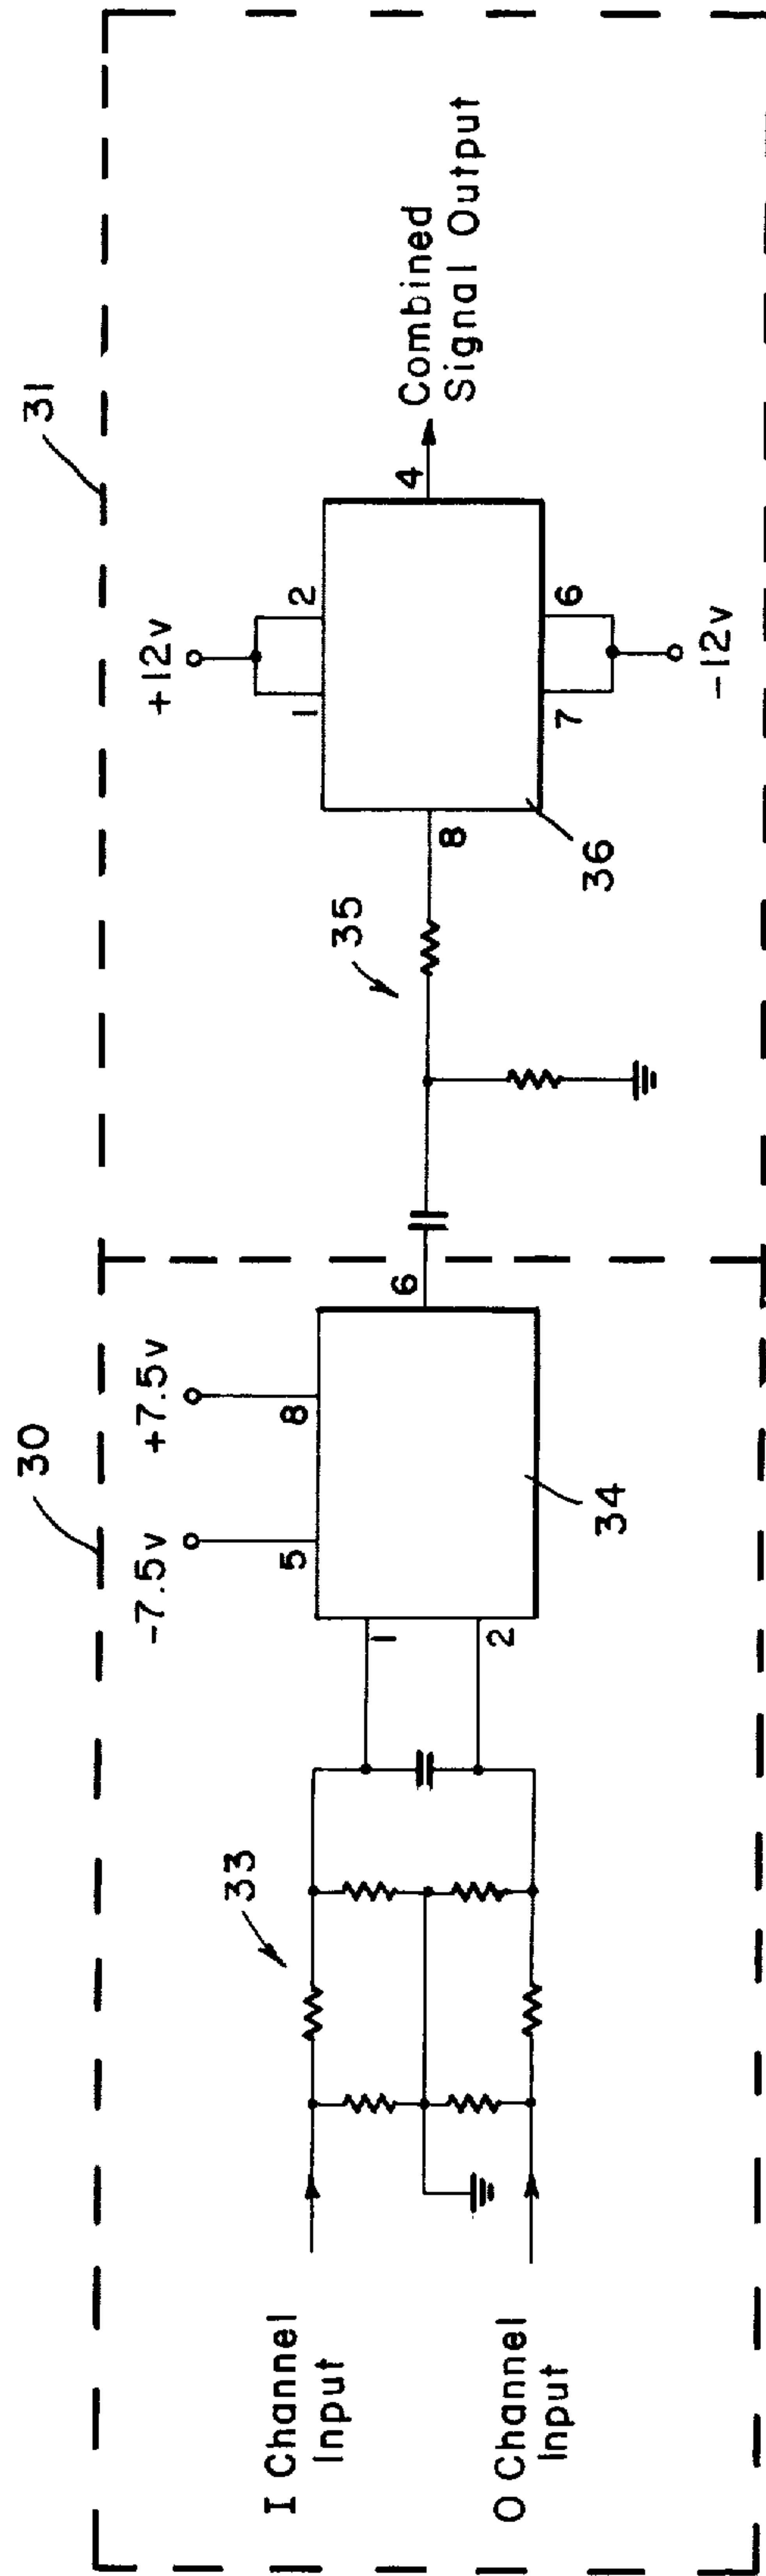 30
31
-7.5v
+7.5v
+12v
33
35
5
8
1
2
I Channel
Input
1
2
6
8
4
Combined
Signal Output
O Channel
Input
34
36
7
6
-12v